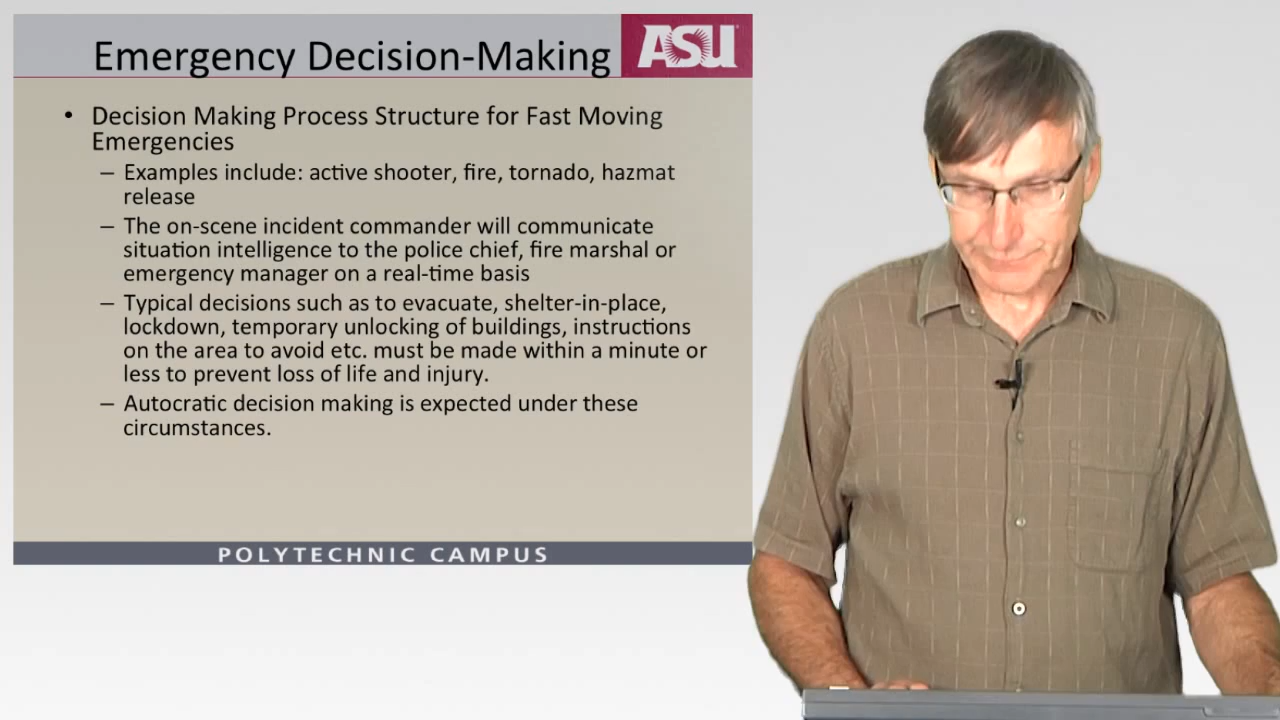 Emergency Decision-Making
ASU
• Decision Making Process Structure for Fast Moving
Emergencies
– Examples include: active shooter, fire, tornado, hazmat
release
– The on-scene incident commander will communicate
situation intelligence to the police chief, fire marshal or
emergency manager on a real-time basis
– Typical decisions such as to evacuate, shelter-in-place,
lockdown, temporary unlocking of buildings, instructions
on the area to avoid etc. must be made within a minute or
less to prevent loss of life and injury.
– Autocratic decision making is expected under these
circumstances.
POLYTECHNIC CAMPUS